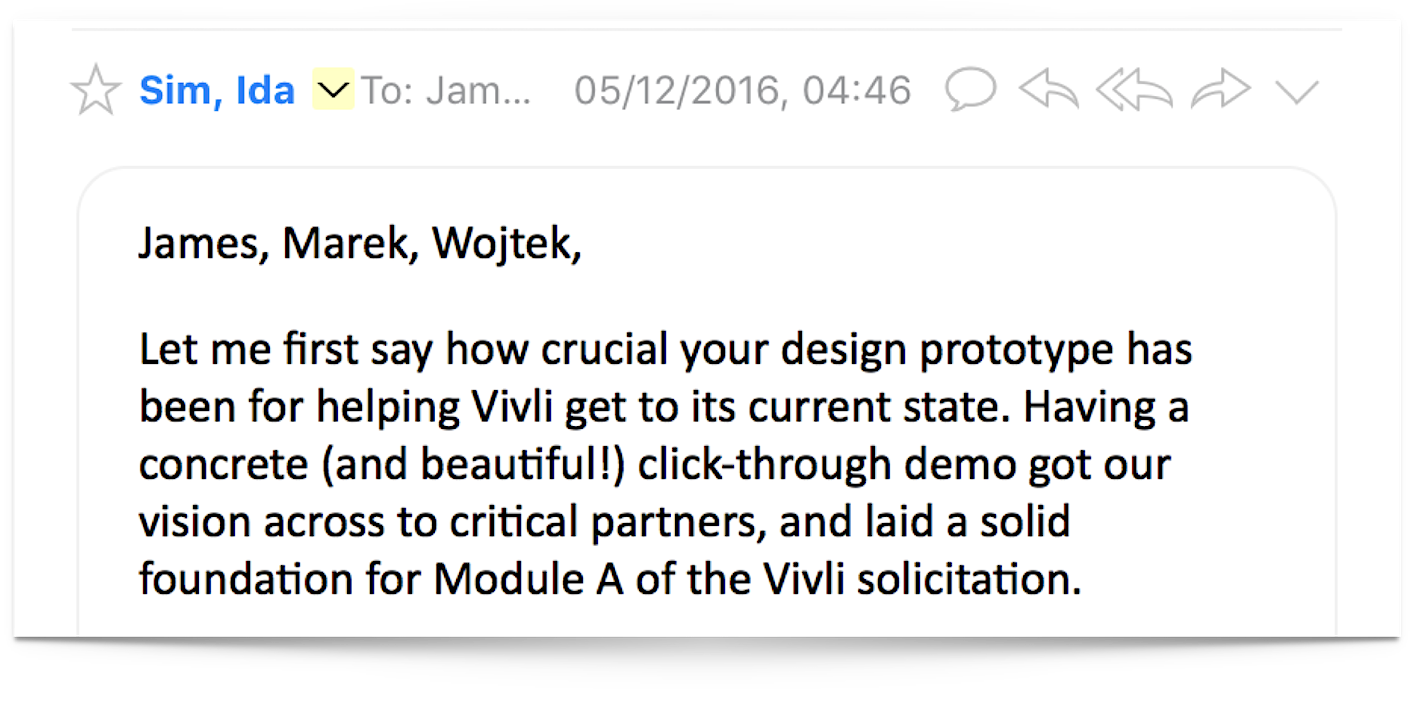 Sim, Ida To: Jam... 05/12/2016, 04:46
James, Marek, Wojtek,
Let me first say how crucial your design prototype has
been for helping Vivli get to its current state. Having a
concrete (and beautiful!) click-through demo got our
vision across to critical partners, and laid a solid
foundation for Module A of the Vivli solicitation.